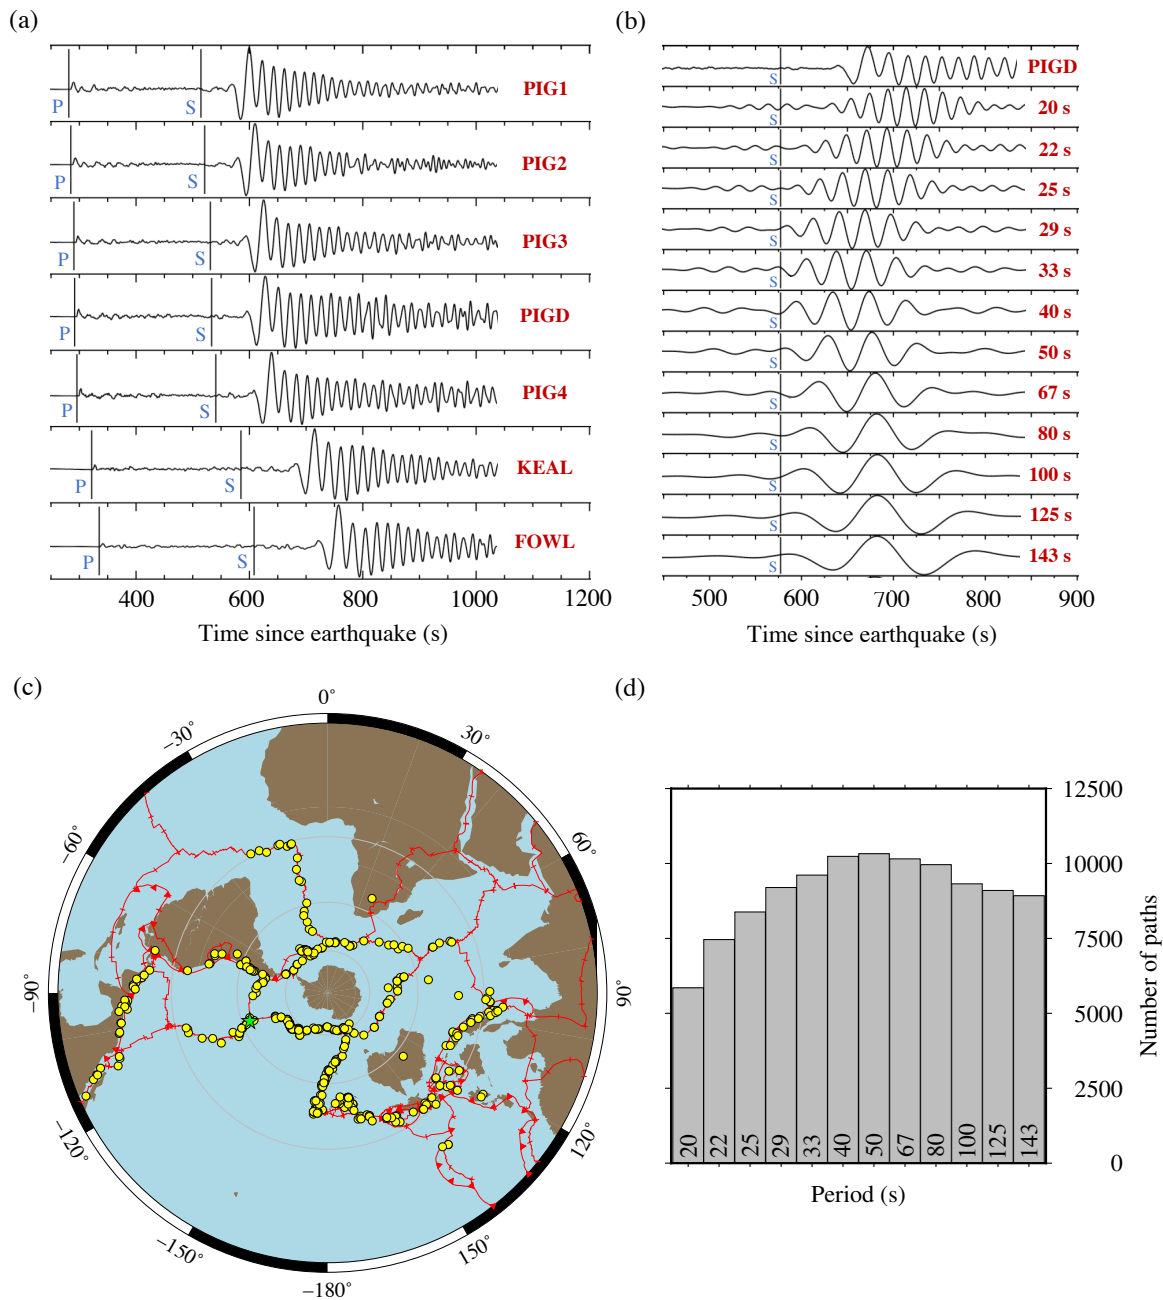 (a)
P
S
PIG1
P
S
PIG2
P
S
PIG3
P
S
PIGD
P
S
PIG4
P
S
KEAL
P
S
FOWL
400 600 800 1000 1200
Time since earthquake (s)
(b)
S
PIGD
S
20 s
S
22 s
S
25 s
S
29 s
S
33 s
S
40 s
S
50 s
S
67 s
S
80 s
S
100 s
S
125 s
S
143 s
500 600 700 800 900
Time since earthquake (s)
(c)
0°
30°
60°
90°
120°
150°
−180°
−150°
−120°
−90°
−60°
−30°
(d)
12500
10000
7500
5000
2500
0
Number of paths
20 22 25 29 33 40 50 67 80 100 125 143
Period (s)